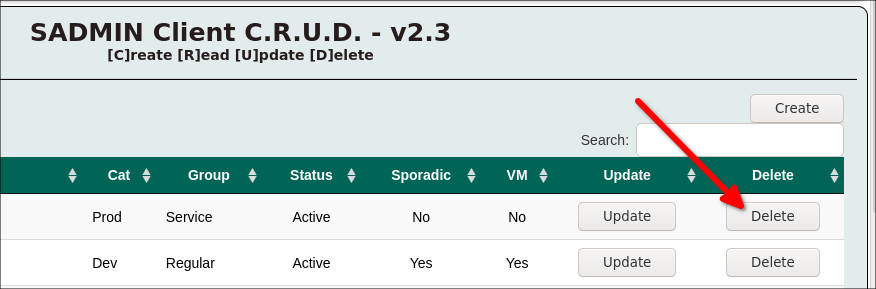 SADMIN Client C.R.U.D. - v2.3
[C]reate [R]ead [U]pdate [D]elete
Create
Search:
Cat Group Status Sporadic VM Update Delete
Prod Service Active No No Update Delete
Dev Regular Active Yes Yes Update Delete